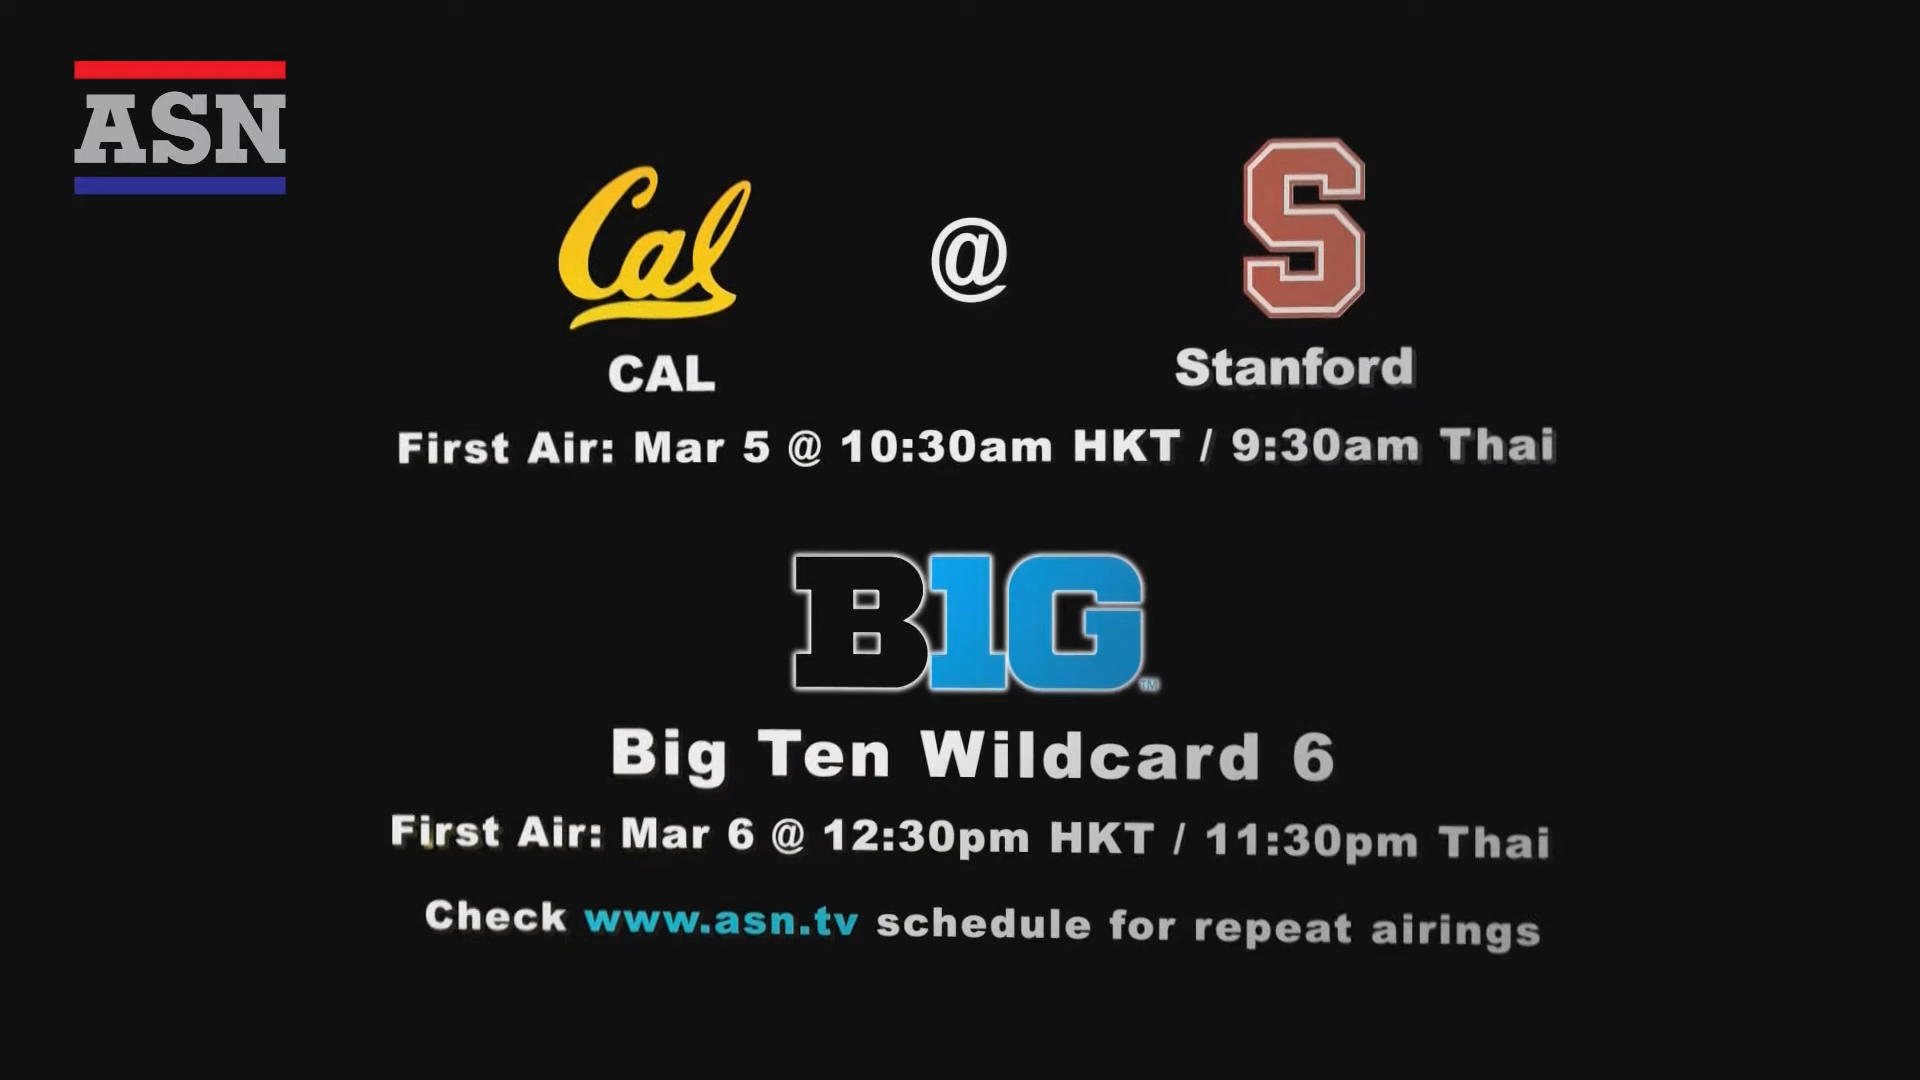 ASN
Cal
@
S
CAL
Stanford
First Air: Mar 5 @ 10:30am HKT / 9:30am Thai
B1G
TM
Big Ten Wildcard 6
First Air: Mar 6 @ 12:30pm HKT / 11:30pm Thai
Check www.asn.tv schedule for repeat airings